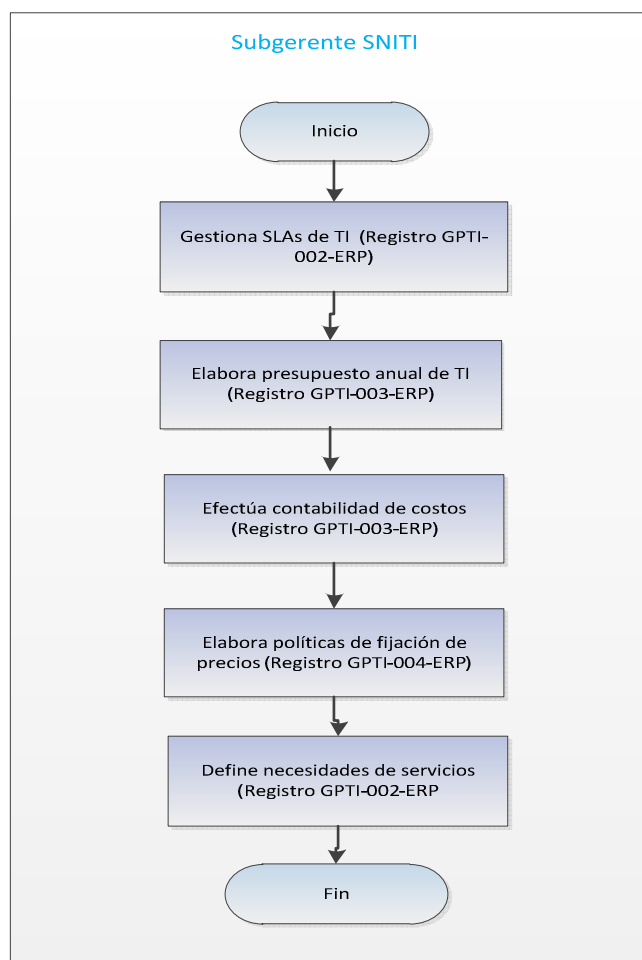 Subgerente SNITI
Inicio
Gestiona SLAs de TI  (Registro GPTI-
002-ERP)
Elabora presupuesto anual de TI
(Registro GPTI-003-ERP)
Efectúa contabilidad de costos
(Registro GPTI-003-ERP)
Elabora políticas de fijación de
precios (Registro GPTI-004-ERP)
Define necesidades de servicios
(Registro GPTI-002-ERP
Fin